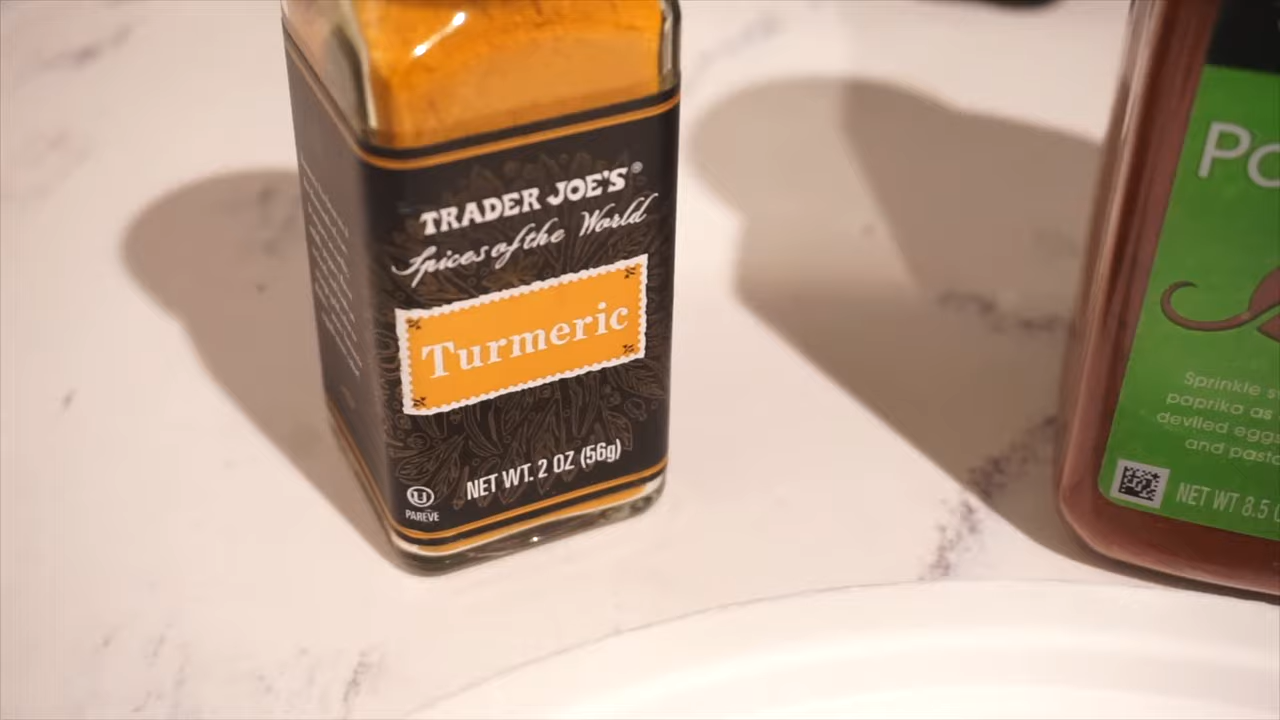 TRADER JOE'S®
Spices of the World
Turmeric
NET WT. 2 OZ (56g)
U
PAREVE
Sprinkle
paprika as
deviled eggs
and pasta
NET WT 8.5